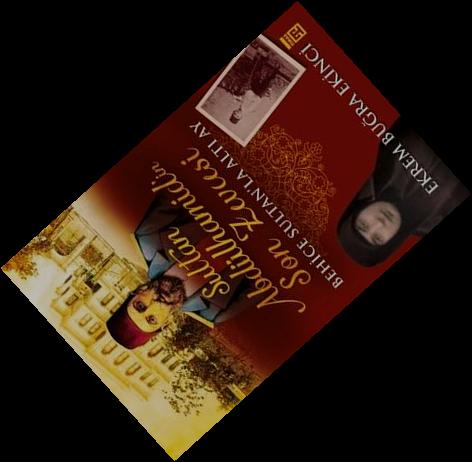 EKREM BUĞRA EKİNCİ
BEHİCE SULTAN'LA ALTI AY
Sultan
Abdülhamid'in
Son Zevcesi